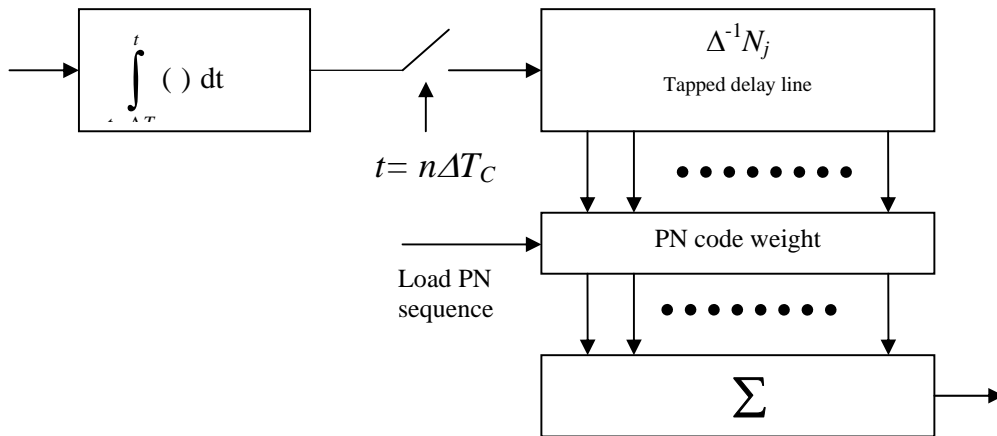 t
∫ ( ) dt
t= nΔT_C
Δ⁻¹N_j
Tapped delay line
PN code weight
Load PN
sequence
Σ